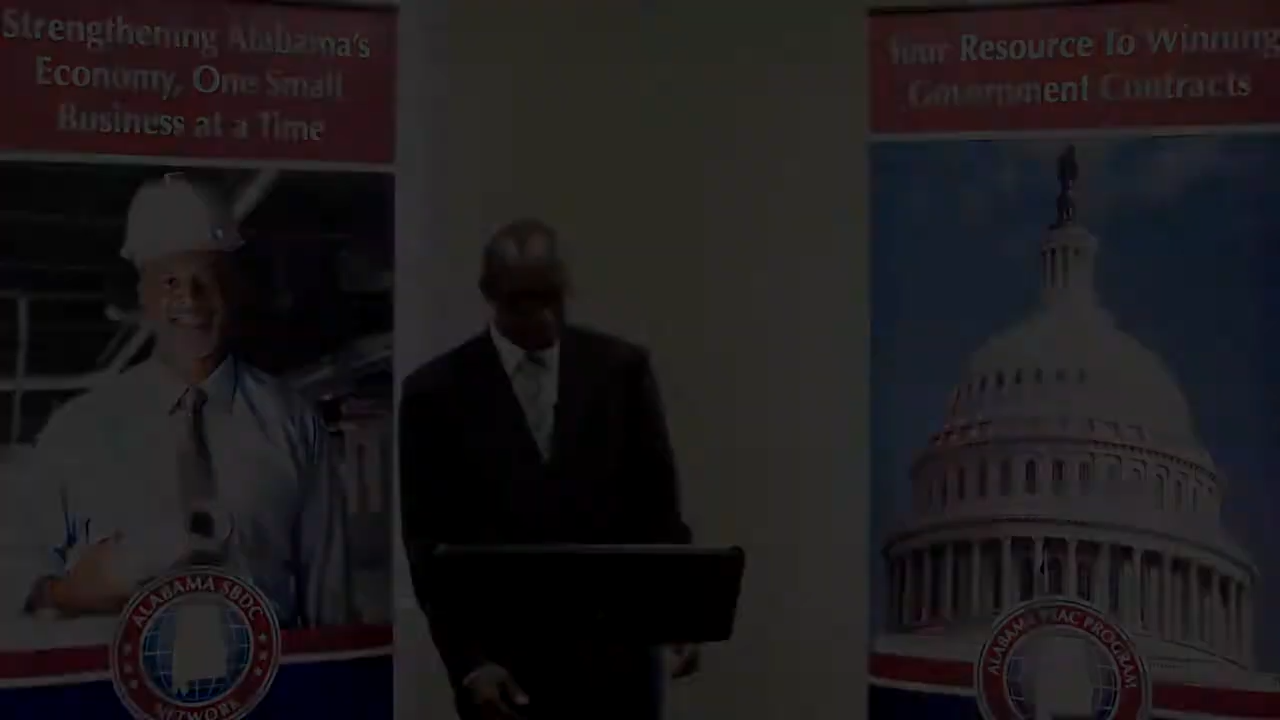 Strengthening Alabama's
Economy, One Small
Business at a Time
ALABAMA SBDC
NETWORK
Your Resource To Winning
Government Contracts
ALABAMA PTAC PROGRAM